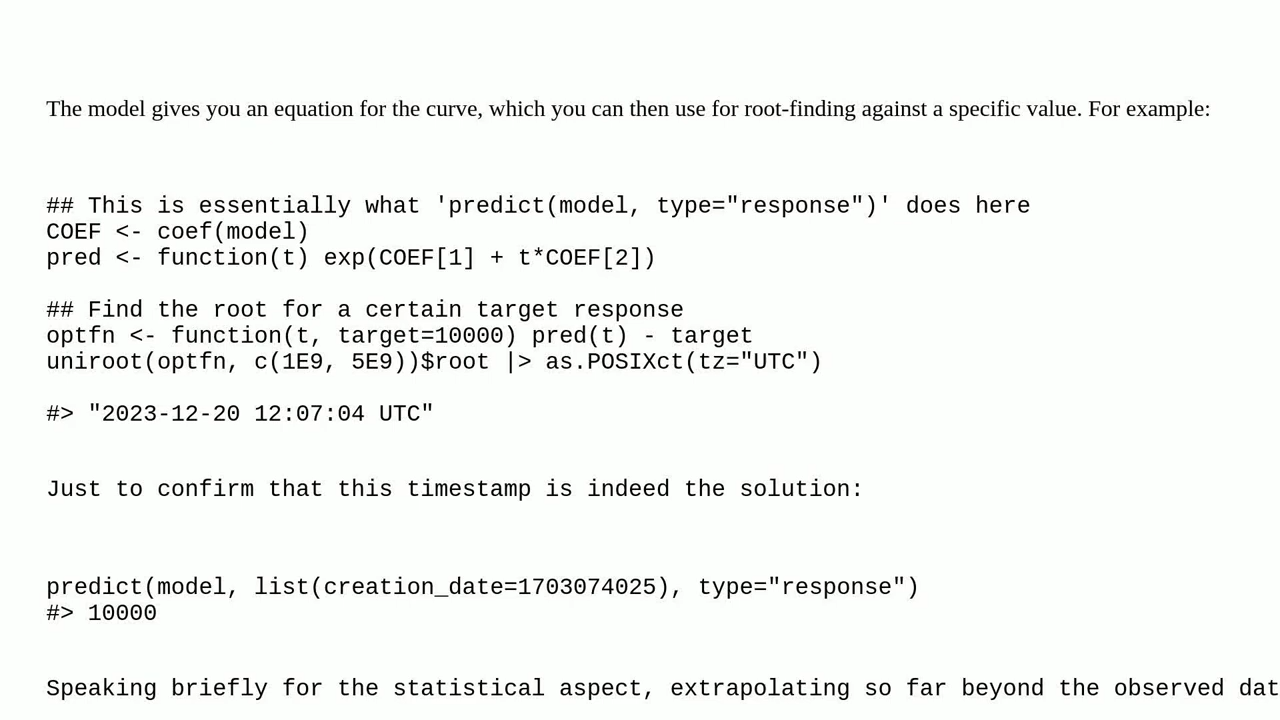 The model gives you an equation for the curve, which you can then use for root-finding against a specific value. For example:
## This is essentially what 'predict(model, type="response")' does here
COEF <- coef(model)
pred <- function(t) exp(COEF[1] + t*COEF[2])
## Find the root for a certain target response
optfn <- function(t, target=10000) pred(t) - target
uniroot(optfn, c(1E9, 5E9))$root |> as.POSIXct(tz="UTC")
#> "2023-12-20 12:07:04 UTC"
Just to confirm that this timestamp is indeed the solution:
predict(model, list(creation_date=1703074025), type="response")
#> 10000
Speaking briefly for the statistical aspect, extrapolating so far beyond the observed dat